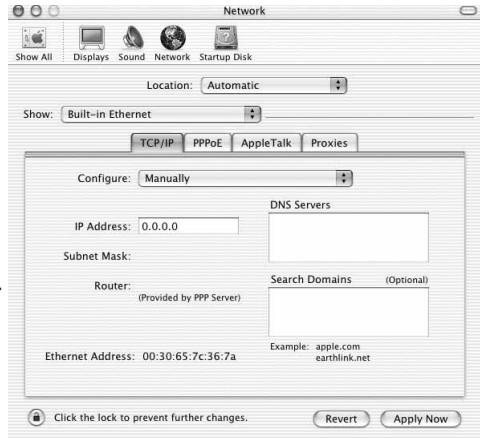 Network
Show All Displays Sound Network Startup Disk
Location: Automatic
Show: Built-in Ethernet
TCP/IP PPPoE AppleTalk Proxies
Configure: Manually
DNS Servers
IP Address: 0.0.0.0
Subnet Mask:
Router:
(Provided by PPP Server)
Search Domains (Optional)
Ethernet Address: 00:30:65:7c:36:7a
Example: apple.com
earthlink.net
Click the lock to prevent further changes.
Revert Apply Now